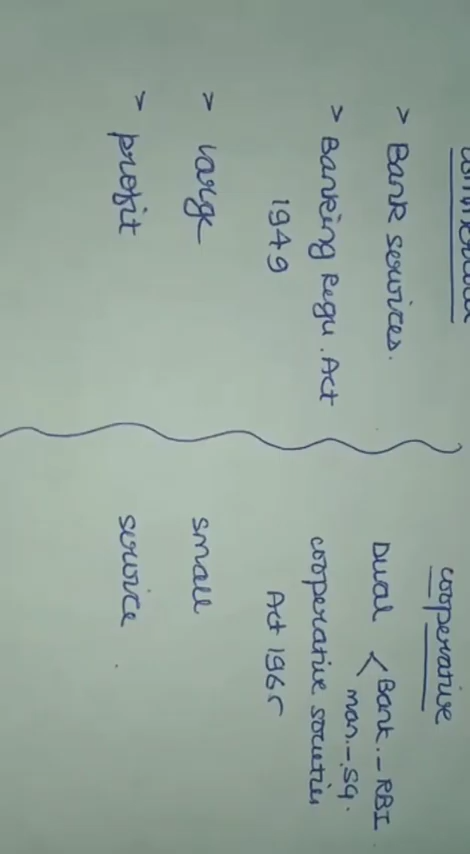 > Bank services.
> Banking Regu. Act
1949
> large
> profit
cooperative
Dual < Bank. - RBI.
man. - SG.
cooperative societies
Act 1965
small
service